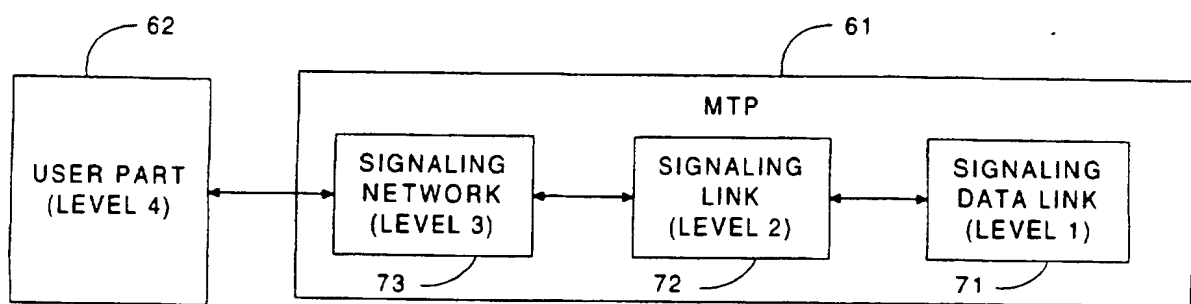 62
61
MTP
USER PART
(LEVEL 4)
SIGNALING
NETWORK
(LEVEL 3)
SIGNALING
LINK
(LEVEL 2)
SIGNALING
DATA LINK
(LEVEL 1)
73
72
71